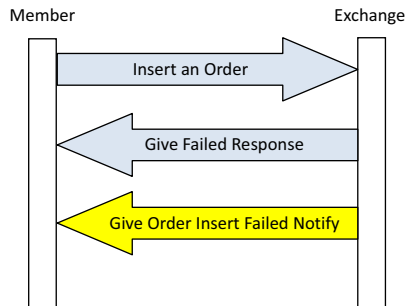 Member
Exchange
Insert an Order
Give Failed Response
Give Order Insert Failed Notify